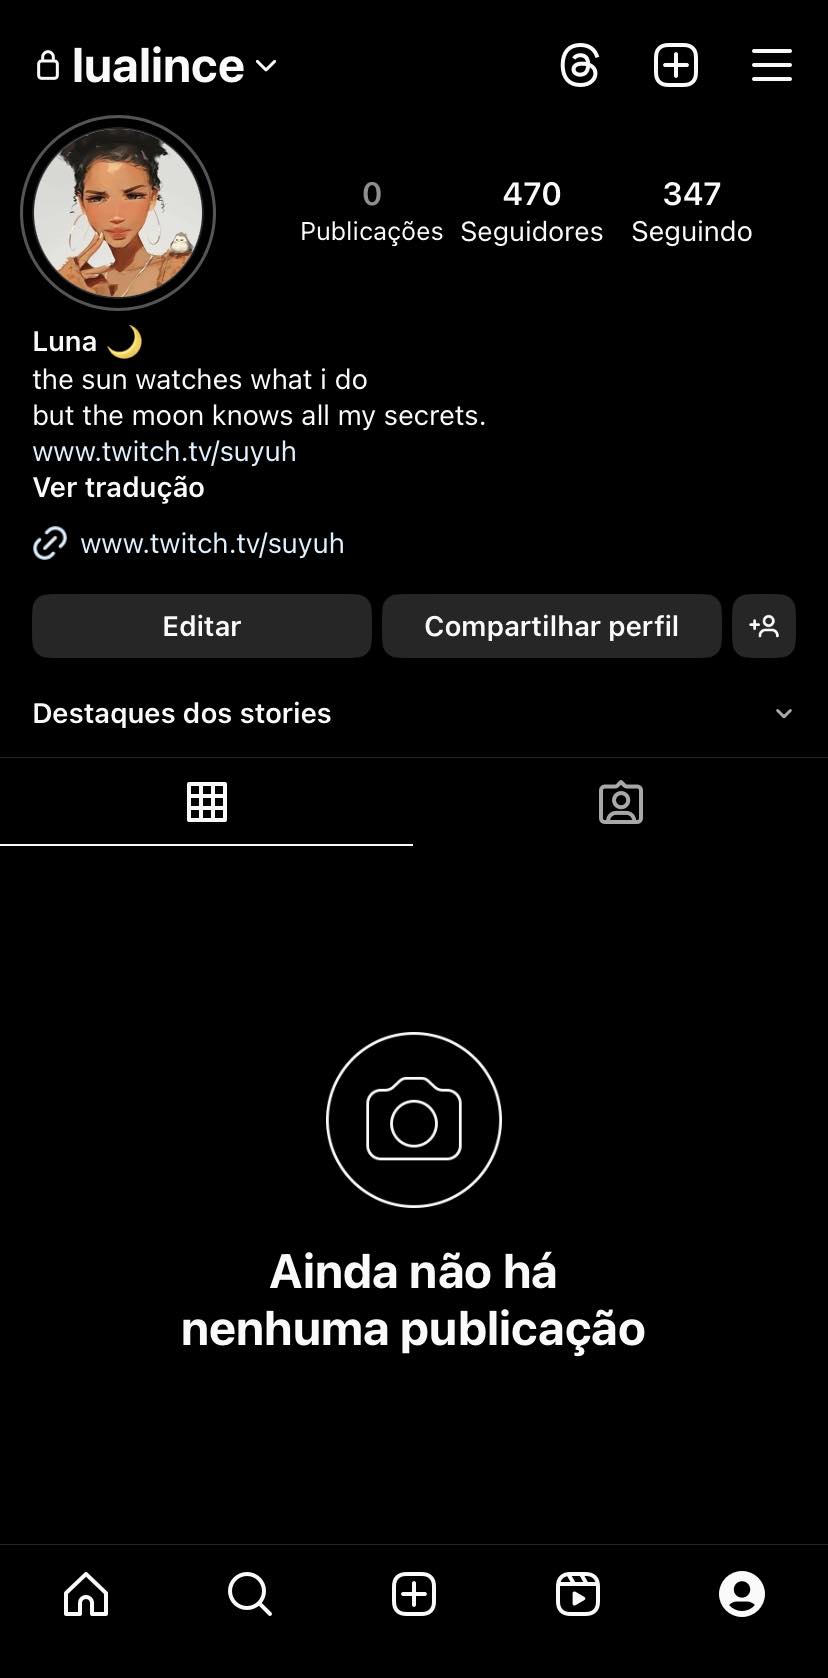 lualince
0
Publicações
470
Seguidores
347
Seguindo
Luna 🌙
the sun watches what i do
but the moon knows all my secrets.
www.twitch.tv/suyuh
Ver tradução
www.twitch.tv/suyuh
Editar
Compartilhar perfil
Destaques dos stories
Ainda não há
nenhuma publicação